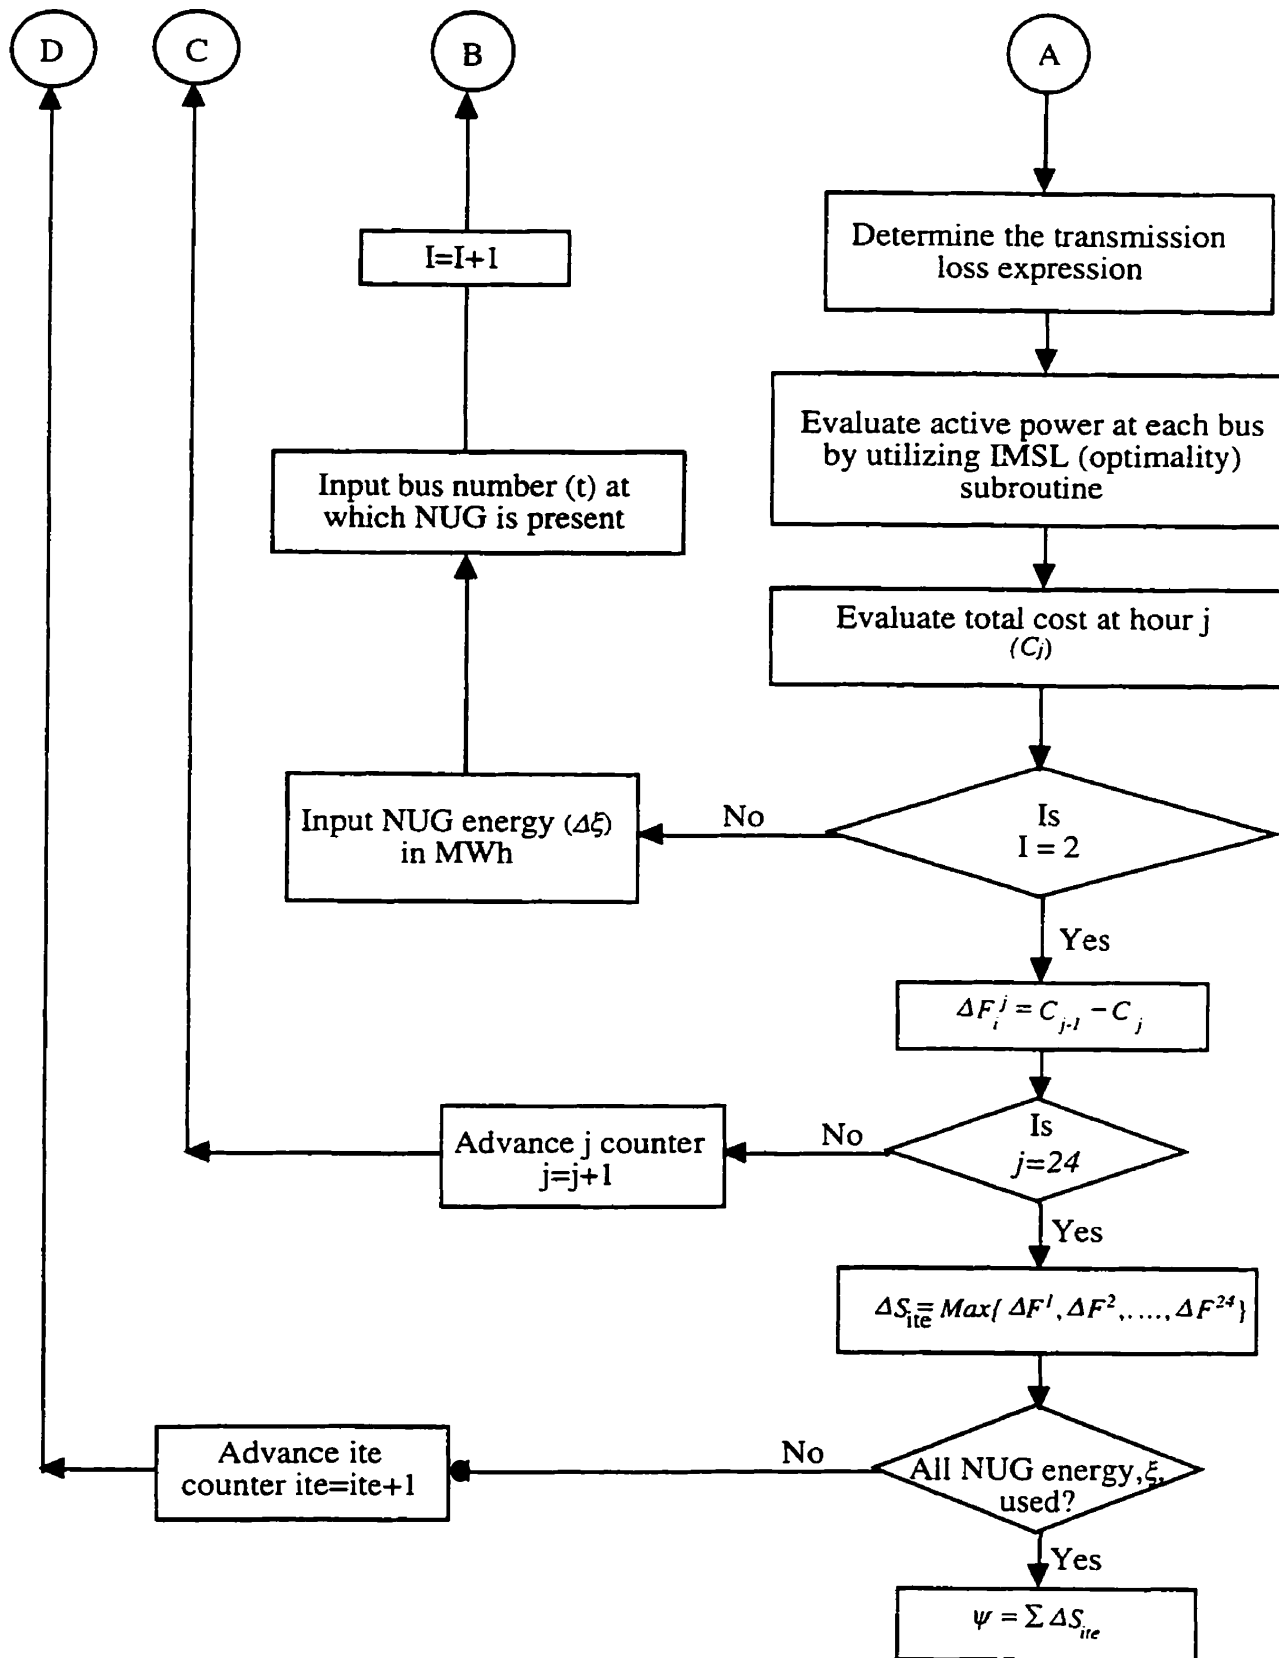 D
C
B
A
Determine the transmission
loss expression
I=I+1
Evaluate active power at each bus
by utilizing IMSL (optimality)
subroutine
Input bus number (t) at
which NUG is present
Evaluate total cost at hour j
(Cj)
Input NUG energy (Δξ)
in MWh
No
Is
I = 2
Yes
ΔF_i^j = C_{j-1} − C_j
Advance j counter
j=j+1
No
Is
j=24
Yes
ΔS_ite = Max{ ΔF^1, ΔF^2,...., ΔF^24}
Advance ite
counter ite=ite+1
No
All NUG energy,ξ,
used?
Yes
ψ = Σ ΔS_ite